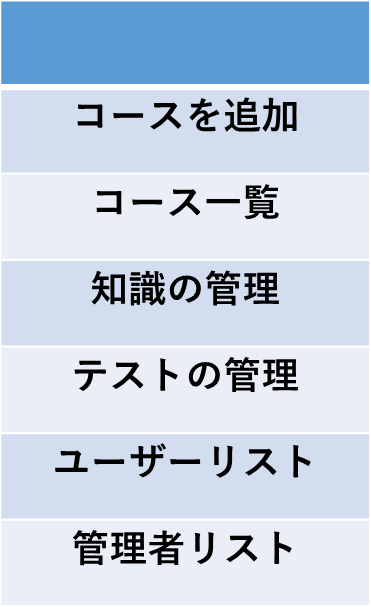 コースを追加
コース一覧
知識の管理
テストの管理
ユーザーリスト
管理者リスト